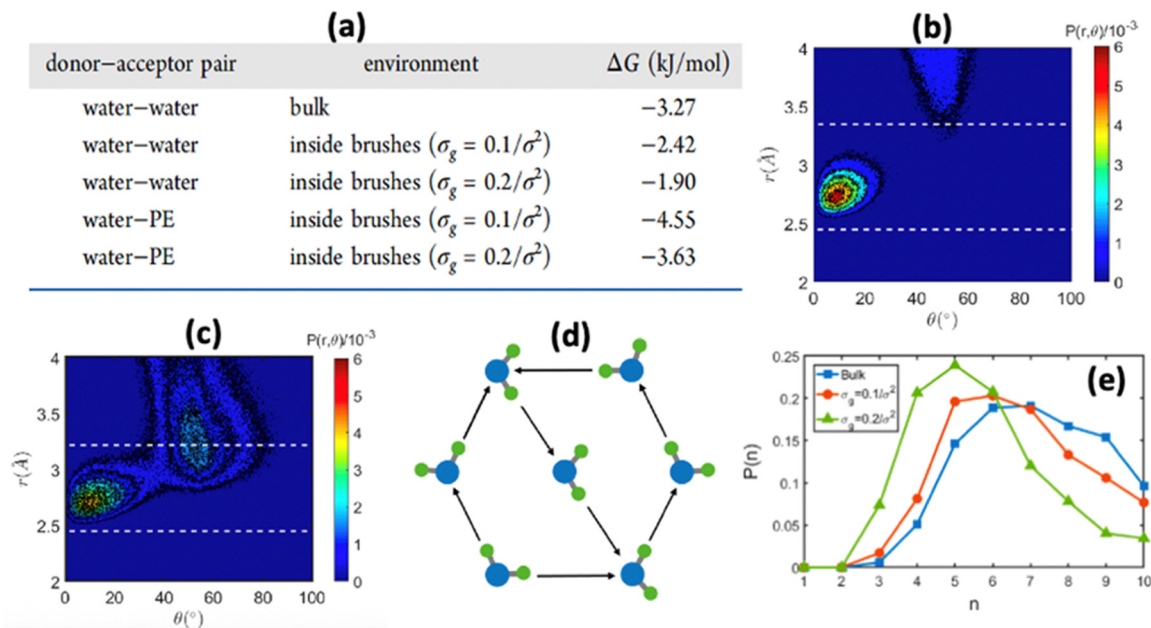 (a)
donor–acceptor pair environment ΔG (kJ/mol)
water–water bulk −3.27
water–water inside brushes (σg = 0.1/σ²) −2.42
water–water inside brushes (σg = 0.2/σ²) −1.90
water–PE inside brushes (σg = 0.1/σ²) −4.55
water–PE inside brushes (σg = 0.2/σ²) −3.63
(b)
P(r,θ)/10⁻³
4
3.5
3
2.5
2
r(Å)
0 20 40 60 80 100
θ(°)
6
5
4
3
2
1
0
(c)
P(r,θ)/10⁻³
4
3.5
3
2.5
2
r(Å)
0 20 40 60 80 100
θ(°)
6
5
4
3
2
1
0
(d)
(e)
0.25
0.20
0.15
0.10
0.05
0
P(n)
Bulk
σg=0.1/σ²
σg=0.2/σ²
1 2 3 4 5 6 7 8 9 10
n